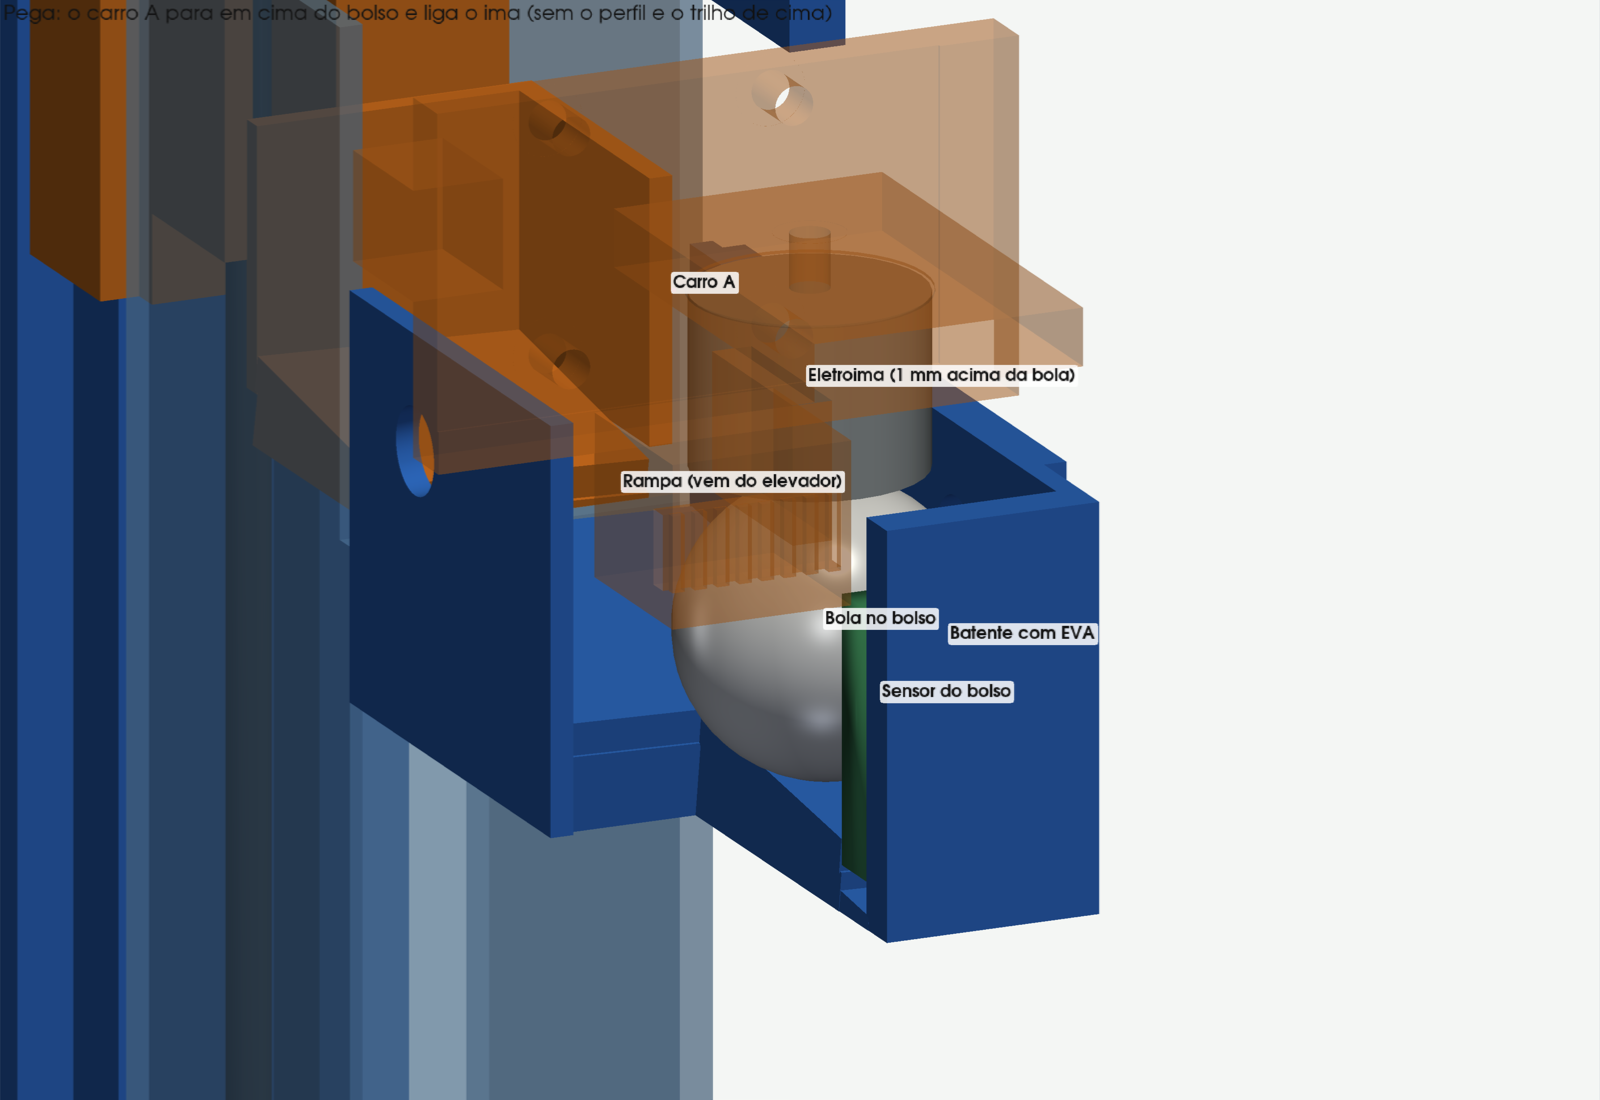 Pega: o carro A para em cima do bolso e liga o ima (sem o perfil e o trilho de cima)
Carro A
Eletroima (1 mm acima da bola)
Rampa (vem do elevador)
Bola no bolso
Batente com EVA
Sensor do bolso